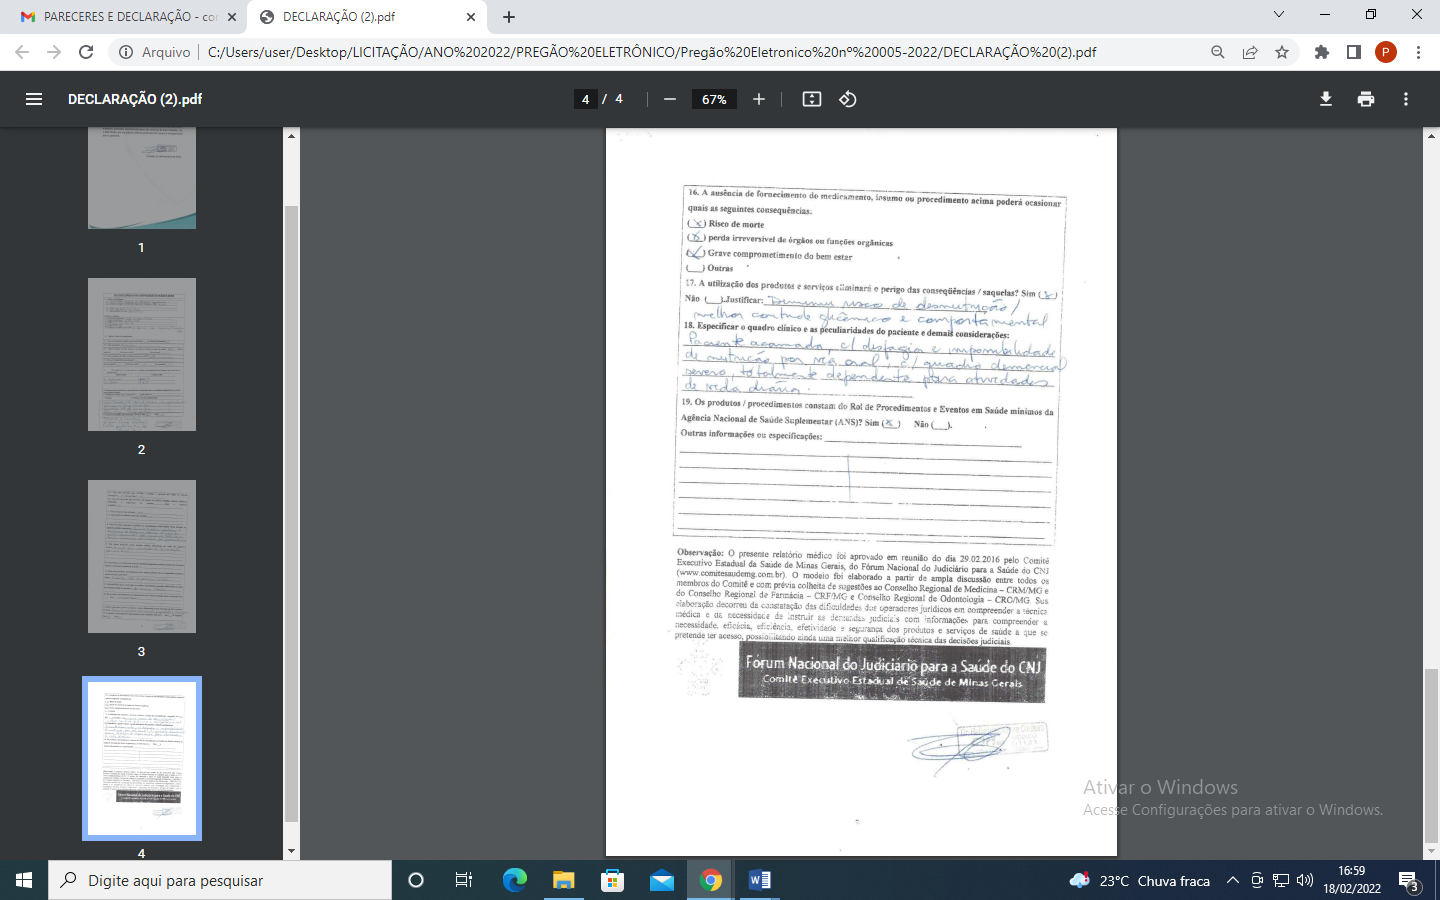 PARECERES E DECLARAÇÃO - co
DECLARAÇÃO (2).pdf
Arquivo
C:/Users/user/Desktop/LICITAÇÃO/ANO%202022/PREGÃO%20ELETRÔNICO/Pregão%20Eletronico%20nº%20005-2022/DECLARAÇÃO%20(2).pdf
P
DECLARAÇÃO (2).pdf
4 / 4
67%
1
2
3
4
16. A ausência de fornecimento do medicamento, insumo ou procedimento acima poderá ocasionar
quais as seguintes consequências.
(X) Risco de morte
(X) perda irreversível de órgãos ou funções orgânicas
(X) Grave comprometimento do bem estar
(__) Outras
17. A utilização dos produtos e serviços eliminará o perigo das conseqüências / saquelas? Sim (X)
Não (__).Justificar: Diminui risco de desnutrição /
melhor controle glicêmico e comportamental
18. Especificar o quadro clínico e as peculiaridades do paciente e demais considerações:
Paciente acamada, c/ disfagia e impossibilidade
de nutrição por via oral, c/ quadro demencial
severo, totalmente dependente para atividades
de vida diária.
19. Os produtos / procedimentos constam do Rol de Procedimentos e Eventos em Saúde mínimos da
Agência Nacional de Saúde Suplementar (ANS)? Sim (X) Não (__).
Outras informações ou especificações:
Observação: O presente relatório médico foi aprovado em reunião do dia 29.02.2016 pelo Comitê
Executivo Estadual da Saúde de Minas Gerais, do Fórum Nacional do Judiciário para a Saúde do CNJ
(www.comitesaudemg.com.br). O modelo foi elaborado a partir de ampla discussão entre todos os
membros do Comitê e com prévia colheita de sugestões ao Conselho Regional de Medicina – CRM/MG e
do Conselho Regional de Farmácia – CRF/MG e Conselho Regional de Odontologia – CRO/MG. Sua
elaboração decorreu da constatação das dificuldades dos operadores jurídicos em compreender a técnica
médica e da necessidade de instruir as demandas judiciais com informações para compreender a
necessidade, eficácia, eficiência, efetividade e segurança dos produtos e serviços de saúde a que se
pretende ter acesso, possibilitando ainda uma melhor qualificação técnica das decisões judiciais.
Fórum Nacional do Judiciário para a Saúde do CNJ
Comitê Executivo Estadual de Saúde de Minas Gerais
Ativar o Windows
Acesse Configurações para ativar o Windows.
Digite aqui para pesquisar
23°C Chuva fraca
16:59
18/02/2022
3